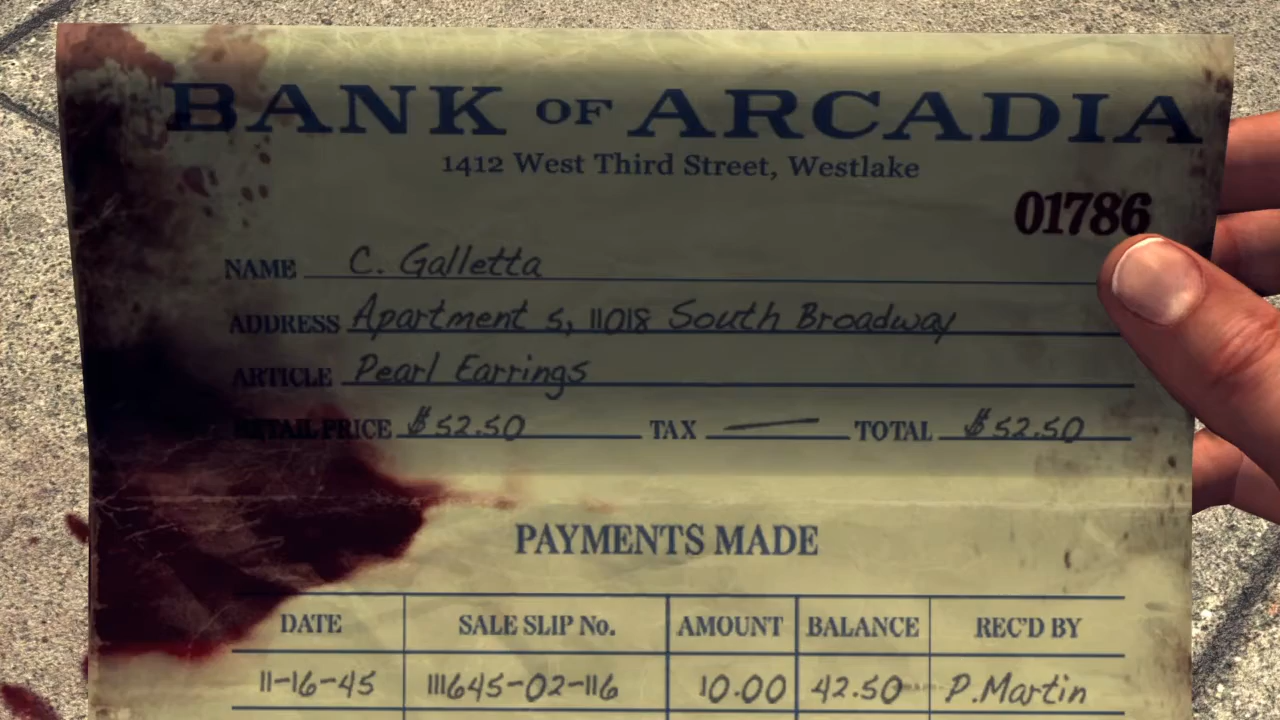 BANK OF ARCADIA
1412 West Third Street, Westlake
01786
NAME C. Galletta
ADDRESS Apartment 5, 11018 South Broadway
ARTICLE Pearl Earrings
RETAIL PRICE $52.50 TAX — TOTAL $52.50
PAYMENTS MADE
DATE SALE SLIP No. AMOUNT BALANCE REC'D BY
11-16-45 111645-02-116 10.00 42.50 P.Martin